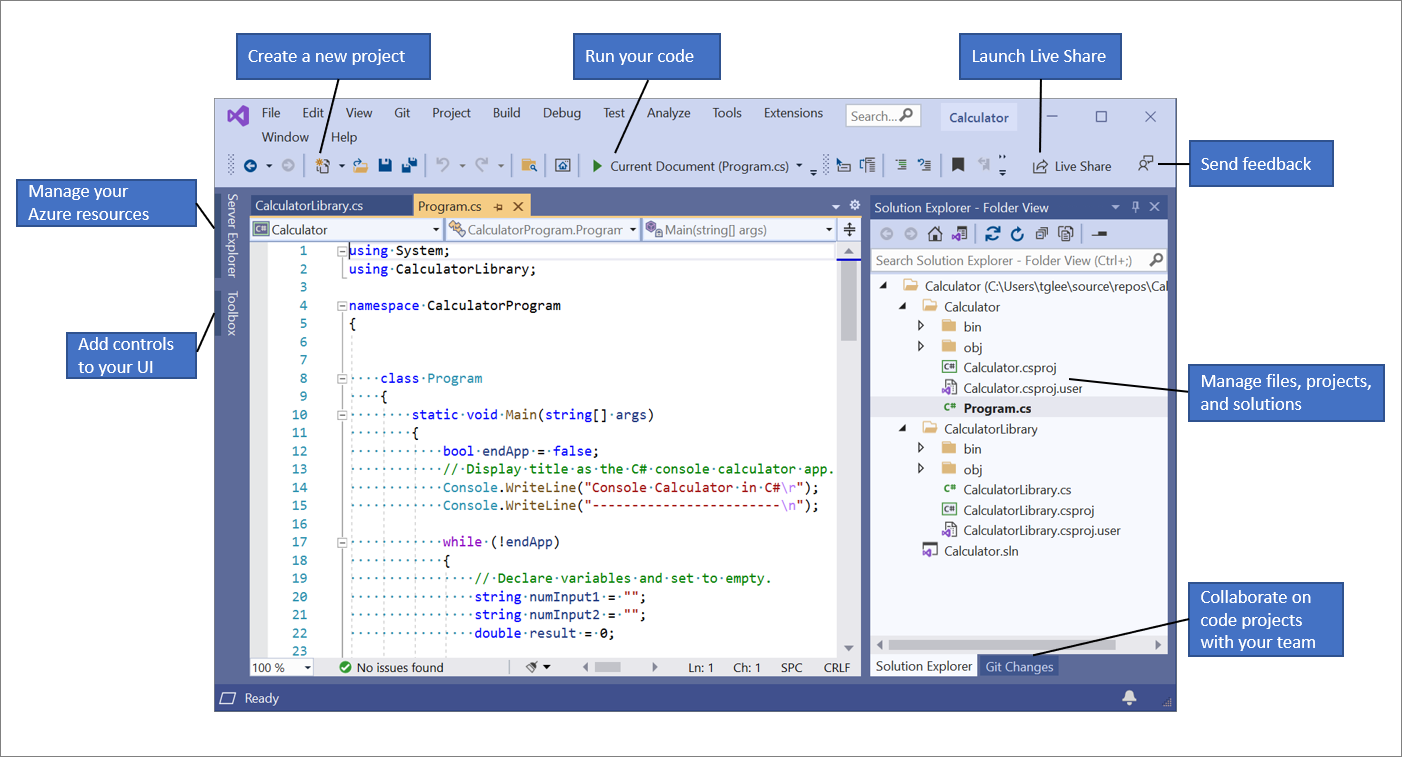 Create a new project
Run your code
Launch Live Share
File Edit View Git Project Build Debug Test Analyze Tools Extensions Search... Calculator
Window Help
Current Document (Program.cs) Live Share
Send feedback
Manage your
Azure resources
Server Explorer
Toolbox
Add controls
to your UI
CalculatorLibrary.cs Program.cs
Calculator CalculatorProgram.Program Main(string[] args)
1 using System;
2 using CalculatorLibrary;
3
4 namespace CalculatorProgram
5 {
6
7
8 class Program
9 {
10 static void Main(string[] args)
11 {
12 bool endApp = false;
13 // Display title as the C# console calculator app.
14 Console.WriteLine("Console Calculator in C#\r");
15 Console.WriteLine("------------------------\n");
16
17 while (!endApp)
18 {
19 // Declare variables and set to empty.
20 string numInput1 = "";
21 string numInput2 = "";
22 double result = 0;
23
100 % No issues found Ln: 1 Ch: 1 SPC CRLF
Solution Explorer - Folder View
Search Solution Explorer - Folder View (Ctrl+;)
Calculator (C:\Users\tglee\source\repos\Cal
Calculator
bin
obj
Calculator.csproj
Calculator.csproj.user
Program.cs
CalculatorLibrary
bin
obj
CalculatorLibrary.cs
CalculatorLibrary.csproj
CalculatorLibrary.csproj.user
Calculator.sln
Manage files, projects,
and solutions
Collaborate on
code projects
with your team
Solution Explorer Git Changes
Ready